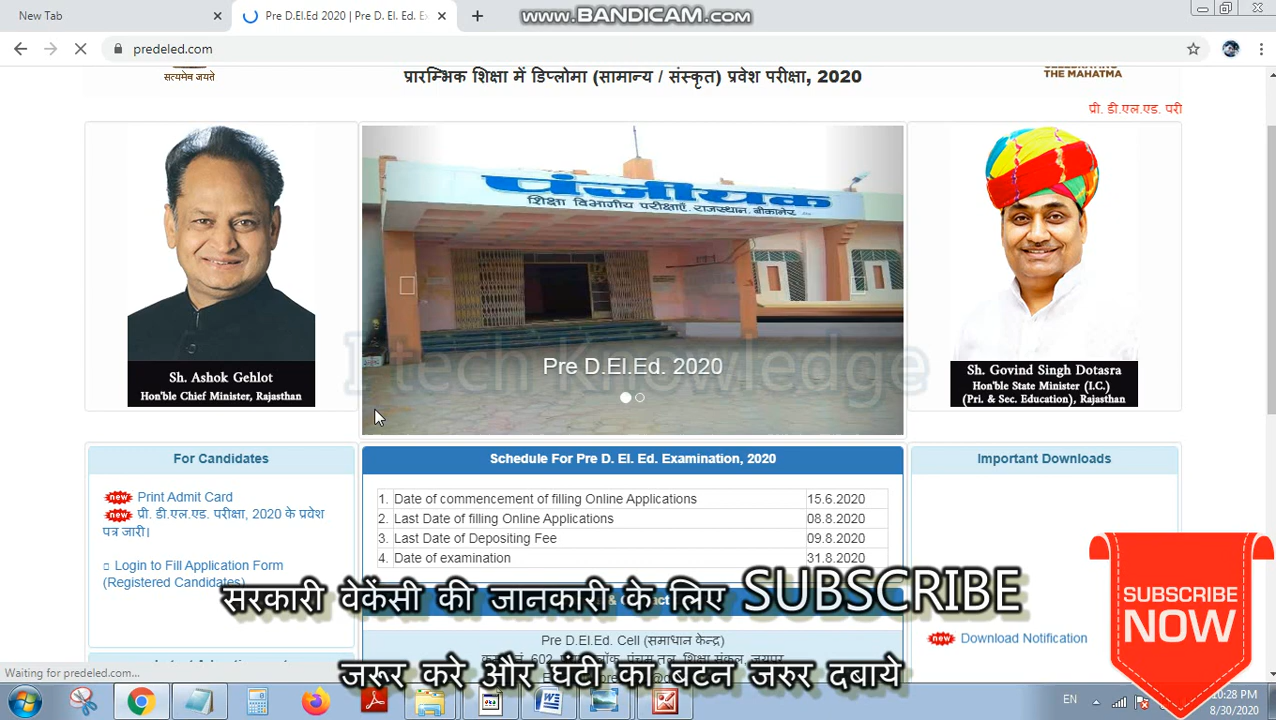 www.BANDICAM.com
New Tab
Pre D.El.Ed 2020 | Pre D. El. Ed. Ex
predeled.com
सत्यमेव जयते
प्रारम्भिक शिक्षा में डिप्लोमा (सामान्य / संस्कृत) प्रवेश परीक्षा, 2020
CELEBRATING
THE MAHATMA
प्री. डी.एल.एड. परी
पंजीयक
शिक्षा विभागीय परीक्षाएँ, राजस्थान, बीकानेर
I tech Knowledge
Pre D.El.Ed. 2020
Sh. Ashok Gehlot
Hon'ble Chief Minister, Rajasthan
Sh. Govind Singh Dotasra
Hon'ble State Minister (I.C.)
(Pri. & Sec. Education), Rajasthan
For Candidates
new Print Admit Card
new प्री. डी.एल.एड. परीक्षा, 2020 के प्रवेश
पत्र जारी।
Login to Fill Application Form
(Registered Candidates)
Schedule For Pre D. El. Ed. Examination, 2020
1. Date of commencement of filling Online Applications 15.6.2020
2. Last Date of filling Online Applications 08.8.2020
3. Last Date of Depositing Fee 09.8.2020
4. Date of examination 31.8.2020
Pre D.El.Ed. Cell (समाधान केन्द्र)
Important Downloads
new Download Notification
सरकारी वेकेंसी की जानकारी के लिए SUBSCRIBE
जरूर करे और घंटी का बटन जरुर दबाये
SUBSCRIBE
NOW
Waiting for predeled.com...
EN
10:28 PM
8/30/2020